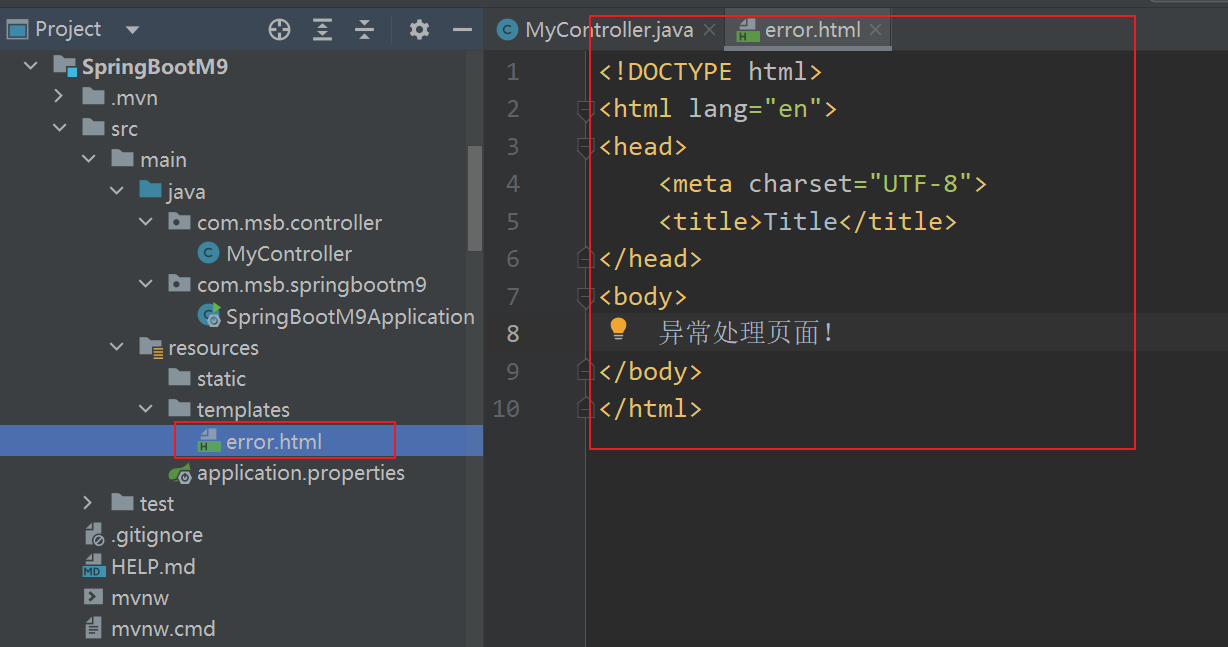 Project
SpringBootM9
.mvn
src
main
java
com.msb.controller
MyController
com.msb.springbootm9
SpringBootM9Application
resources
static
templates
error.html
application.properties
test
.gitignore
HELP.md
mvnw
mvnw.cmd
MyController.java error.html
1 <!DOCTYPE html>
2 <html lang="en">
3 <head>
4 <meta charset="UTF-8">
5 <title>Title</title>
6 </head>
7 <body>
8 异常处理页面！
9 </body>
10 </html>